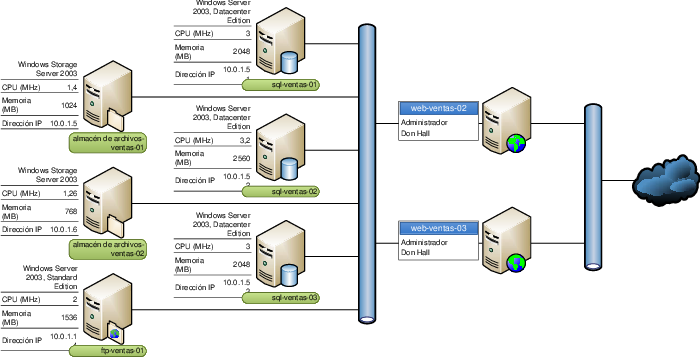 Windows Server
2003, Datacenter
Edition
CPU (MHz) 3
Memoria
(MB) 2048
Dirección IP 10.0.1.5
1
sql-ventas-01
Windows Storage
Server 2003
CPU (MHz) 1,4
Memoria
(MB) 1024
Dirección IP 10.0.1.5
almacén de archivos-
ventas-01
Windows Server
2003, Datacenter
Edition
CPU (MHz) 3,2
Memoria
(MB) 2560
Dirección IP 10.0.1.5
2
sql-ventas-02
web-ventas-02
Administrador
Don Hall
Windows Storage
Server 2003
CPU (MHz) 1,26
Memoria
(MB) 768
Dirección IP 10.0.1.6
almacén de archivos-
ventas-02
Windows Server
2003, Datacenter
Edition
CPU (MHz) 3
Memoria
(MB) 2048
Dirección IP 10.0.1.5
sql-ventas-03
web-ventas-03
Administrador
Don Hall
Windows Server
2003, Standard
Edition
CPU (MHz) 2
Memoria
(MB) 1536
Dirección IP 10.0.1.1
ftp-ventas-01